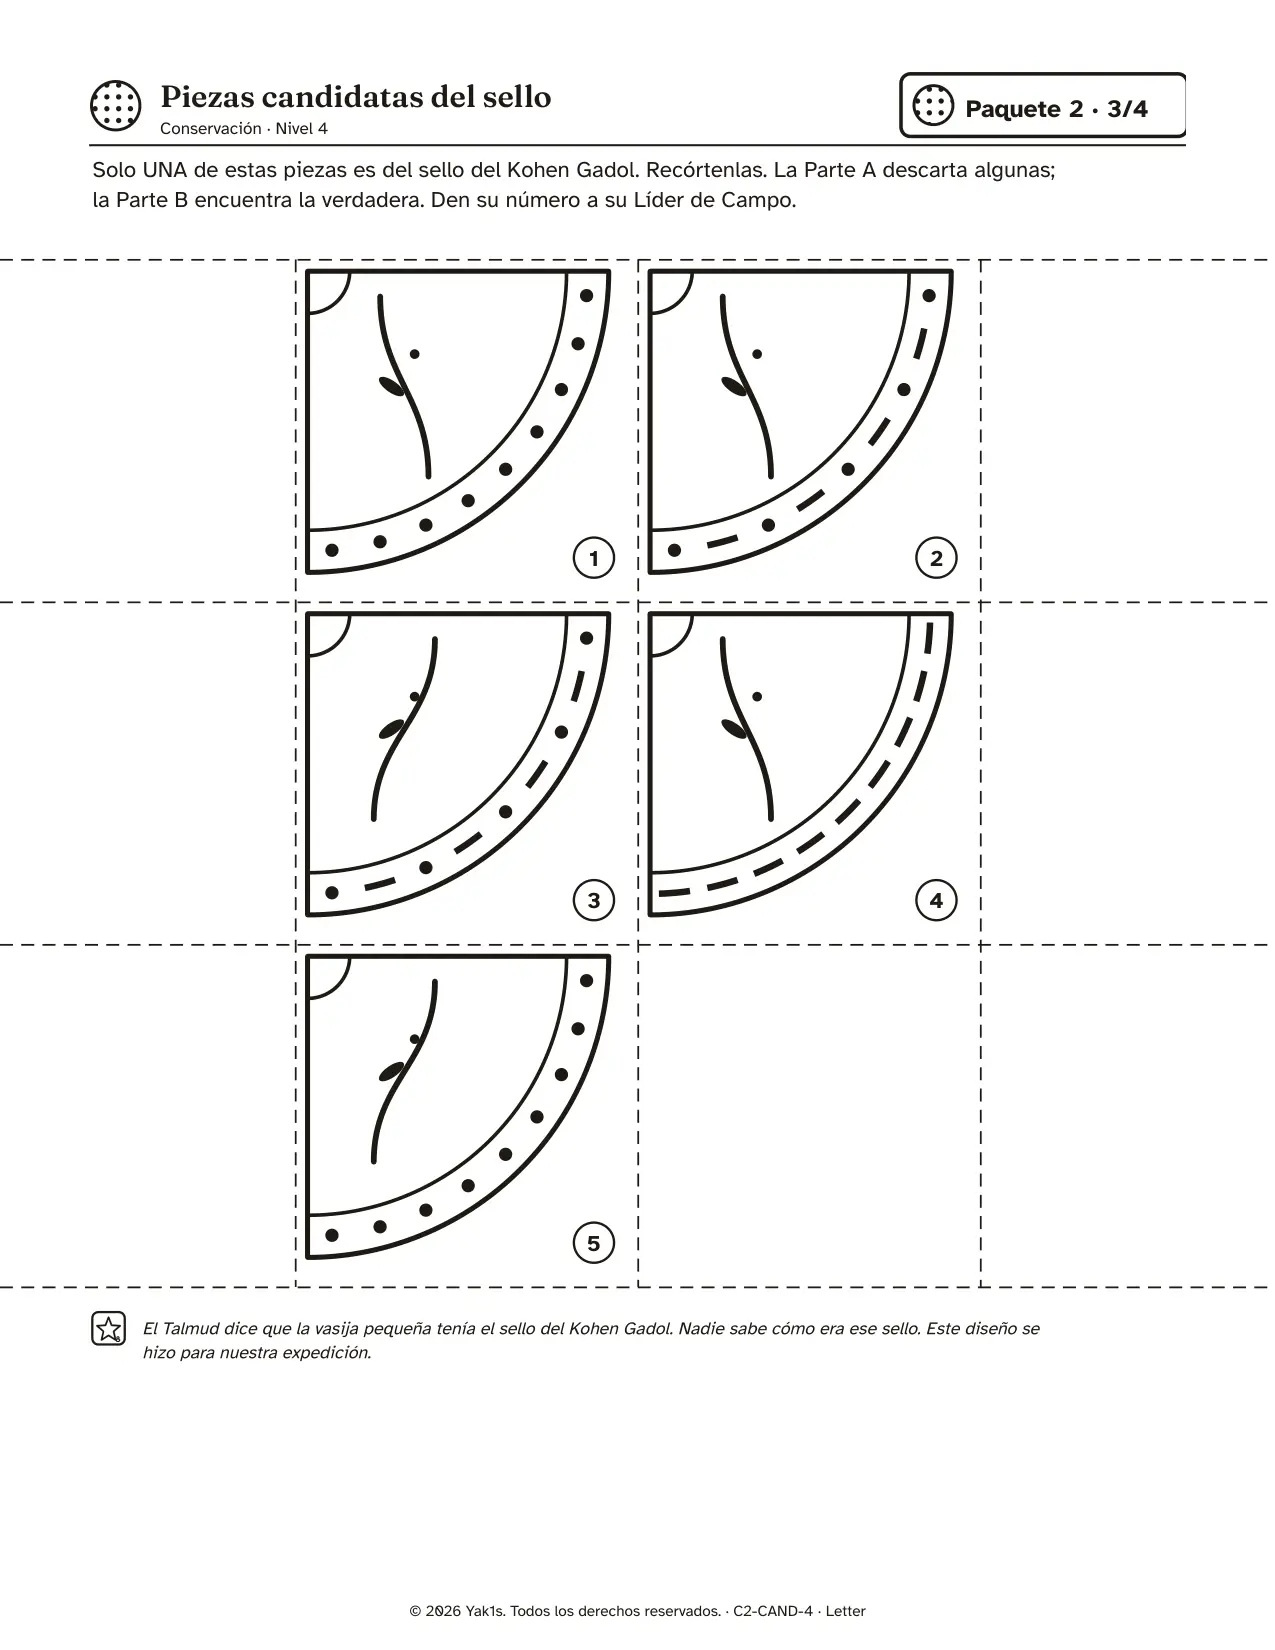 Piezas candidatas del sello
Conservación · Nivel 4
Paquete 2 · 3/4
Solo UNA de estas piezas es del sello del Kohen Gadol. Recórtenlas. La Parte A descarta algunas;
la Parte B encuentra la verdadera. Den su número a su Líder de Campo.
1
2
3
4
5
El Talmud dice que la vasija pequeña tenía el sello del Kohen Gadol. Nadie sabe cómo era ese sello. Este diseño se
hizo para nuestra expedición.
© 2026 Yak1s. Todos los derechos reservados. · C2-CAND-4 · Letter